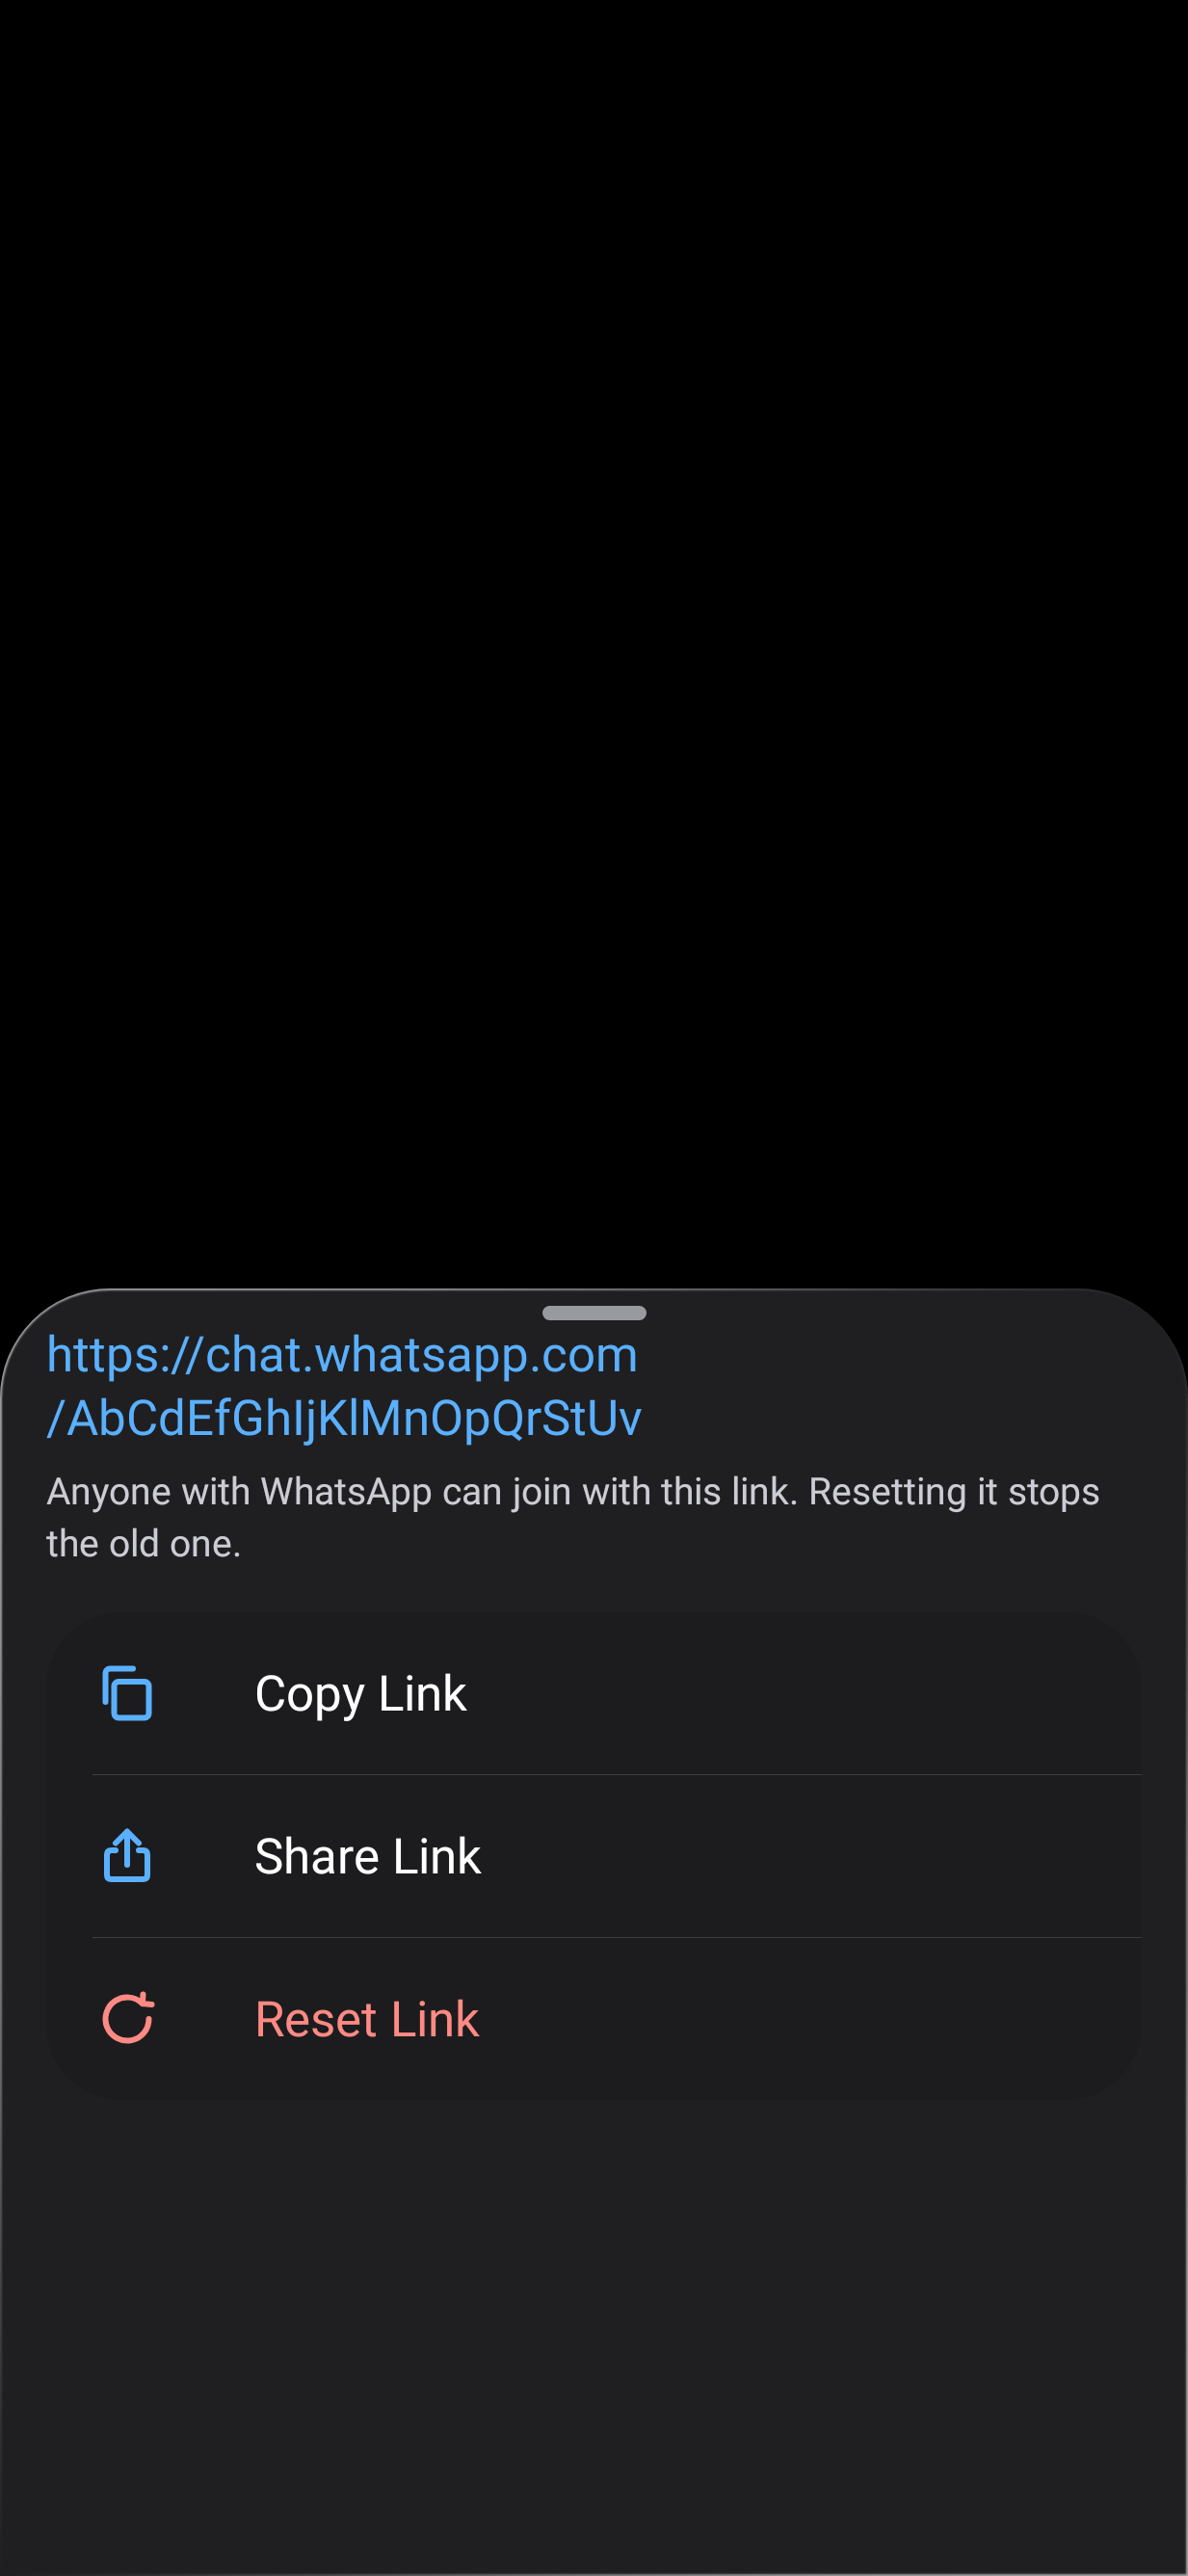 https://chat.whatsapp.com
/AbCdEfGhIjKlMnOpQrStUv
Anyone with WhatsApp can join with this link. Resetting it stops
the old one.
Copy Link
Share Link
Reset Link